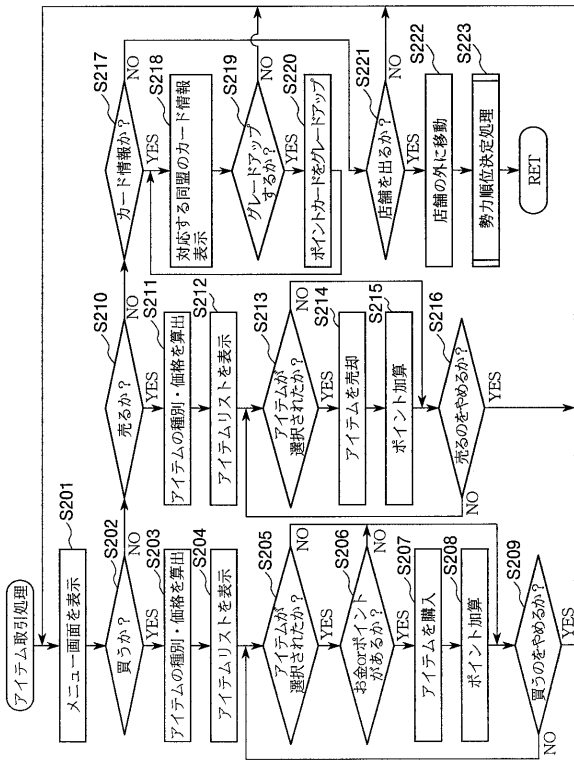 アイテム取引処理
S201
メニュー画面を表示
S202
買うか？
NO
YES
S203
アイテムの種別・価格を算出
S204
アイテムリストを表示
S205
アイテムが
選択されたか？
NO
YES
S206
お金orポイント
があるか？
NO
YES
S207
アイテムを購入
S208
ポイント加算
S209
買うのをやめるか？
NO
YES
S210
売るか？
NO
YES
S211
アイテムの種別・価格を算出
S212
アイテムリストを表示
S213
アイテムが
選択されたか？
NO
YES
S214
アイテムを売却
S215
ポイント加算
S216
売るのをやめるか？
NO
YES
S217
カード情報か？
NO
YES
S218
対応する同盟のカード情報
表示
S219
グレードアップ
するか？
NO
YES
S220
ポイントカードをグレードアップ
S221
店舗を出るか？
NO
YES
S222
店舗の外に移動
S223
勢力順位決定処理
RET